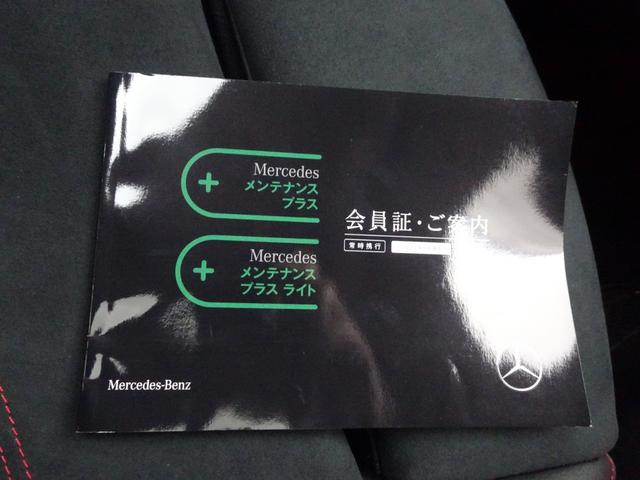 Mercedes
メンテナンス
プラス
Mercedes
メンテナンス
プラス ライト
会員証・ご案内
常時携行
Mercedes-Benz